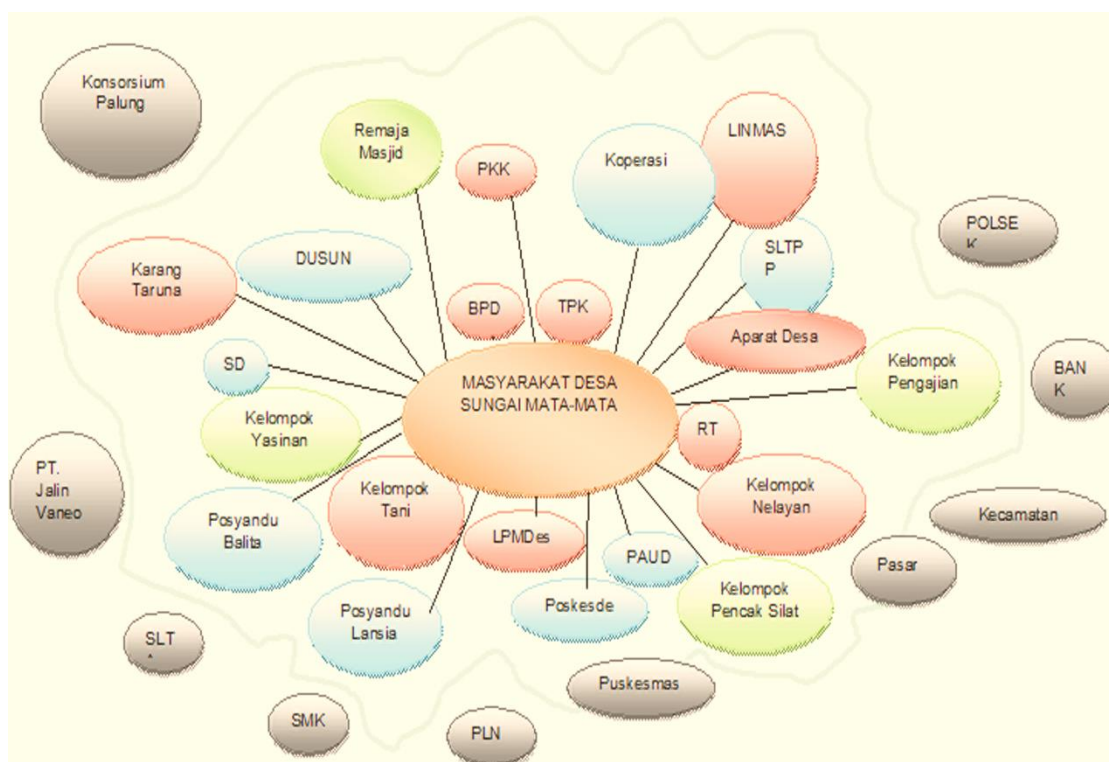 Konsorsium
Palung
Remaja
Masjid
PKK
Koperasi
LINMAS
POLSE
K
DUSUN
SLTP
P
Karang
Taruna
BPD
TPK
Aparat Desa
SD
MASYARAKAT DESA
SUNGAI MATA-MATA
Kelompok
Pengajian
BAN
K
Kelompok
Yasinan
RT
PT.
Jalin
Vaneo
Kelompok
Tani
Kelompok
Nelayan
Posyandu
Balita
LPMDes
Kecamatan
PAUD
Pasar
Kelompok
Pencak Silat
Posyandu
Lansia
Poskesde
SLT
Puskesmas
SMK
PLN